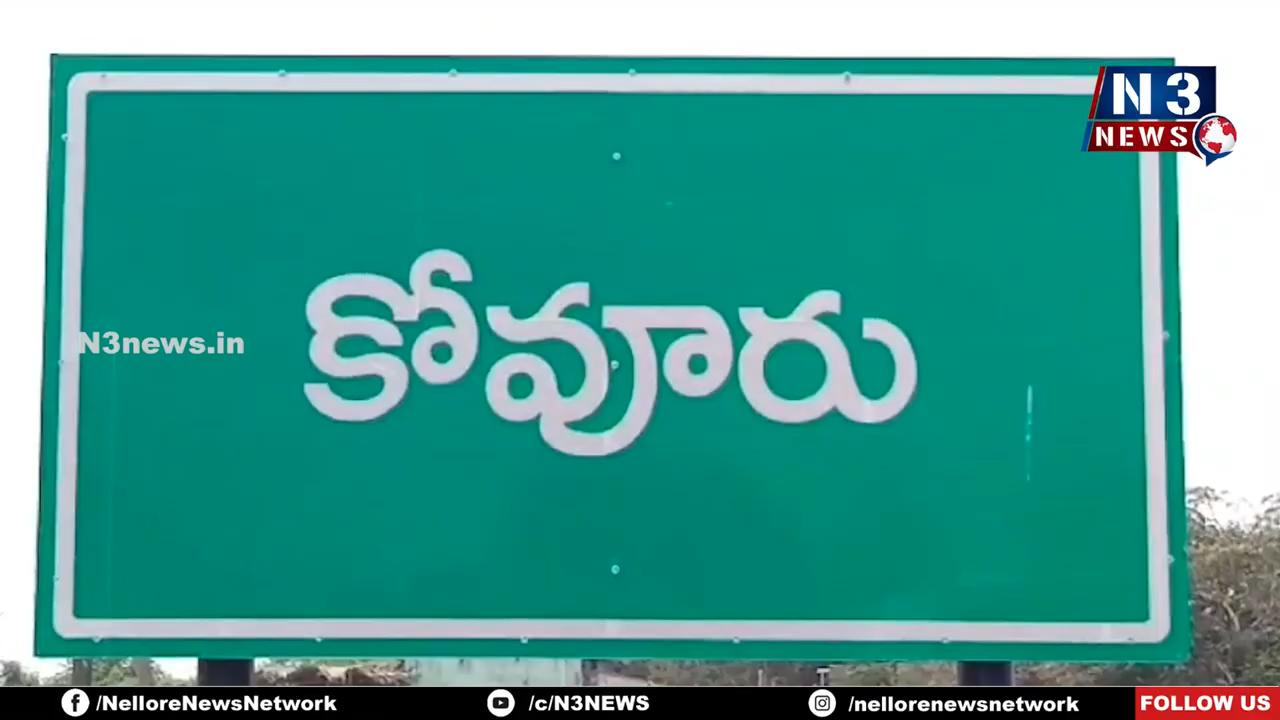 N3
NEWS
కోవూరు
N3news.in
/NelloreNewsNetwork
/c/N3NEWS
/nellorenewsnetwork
FOLLOW US